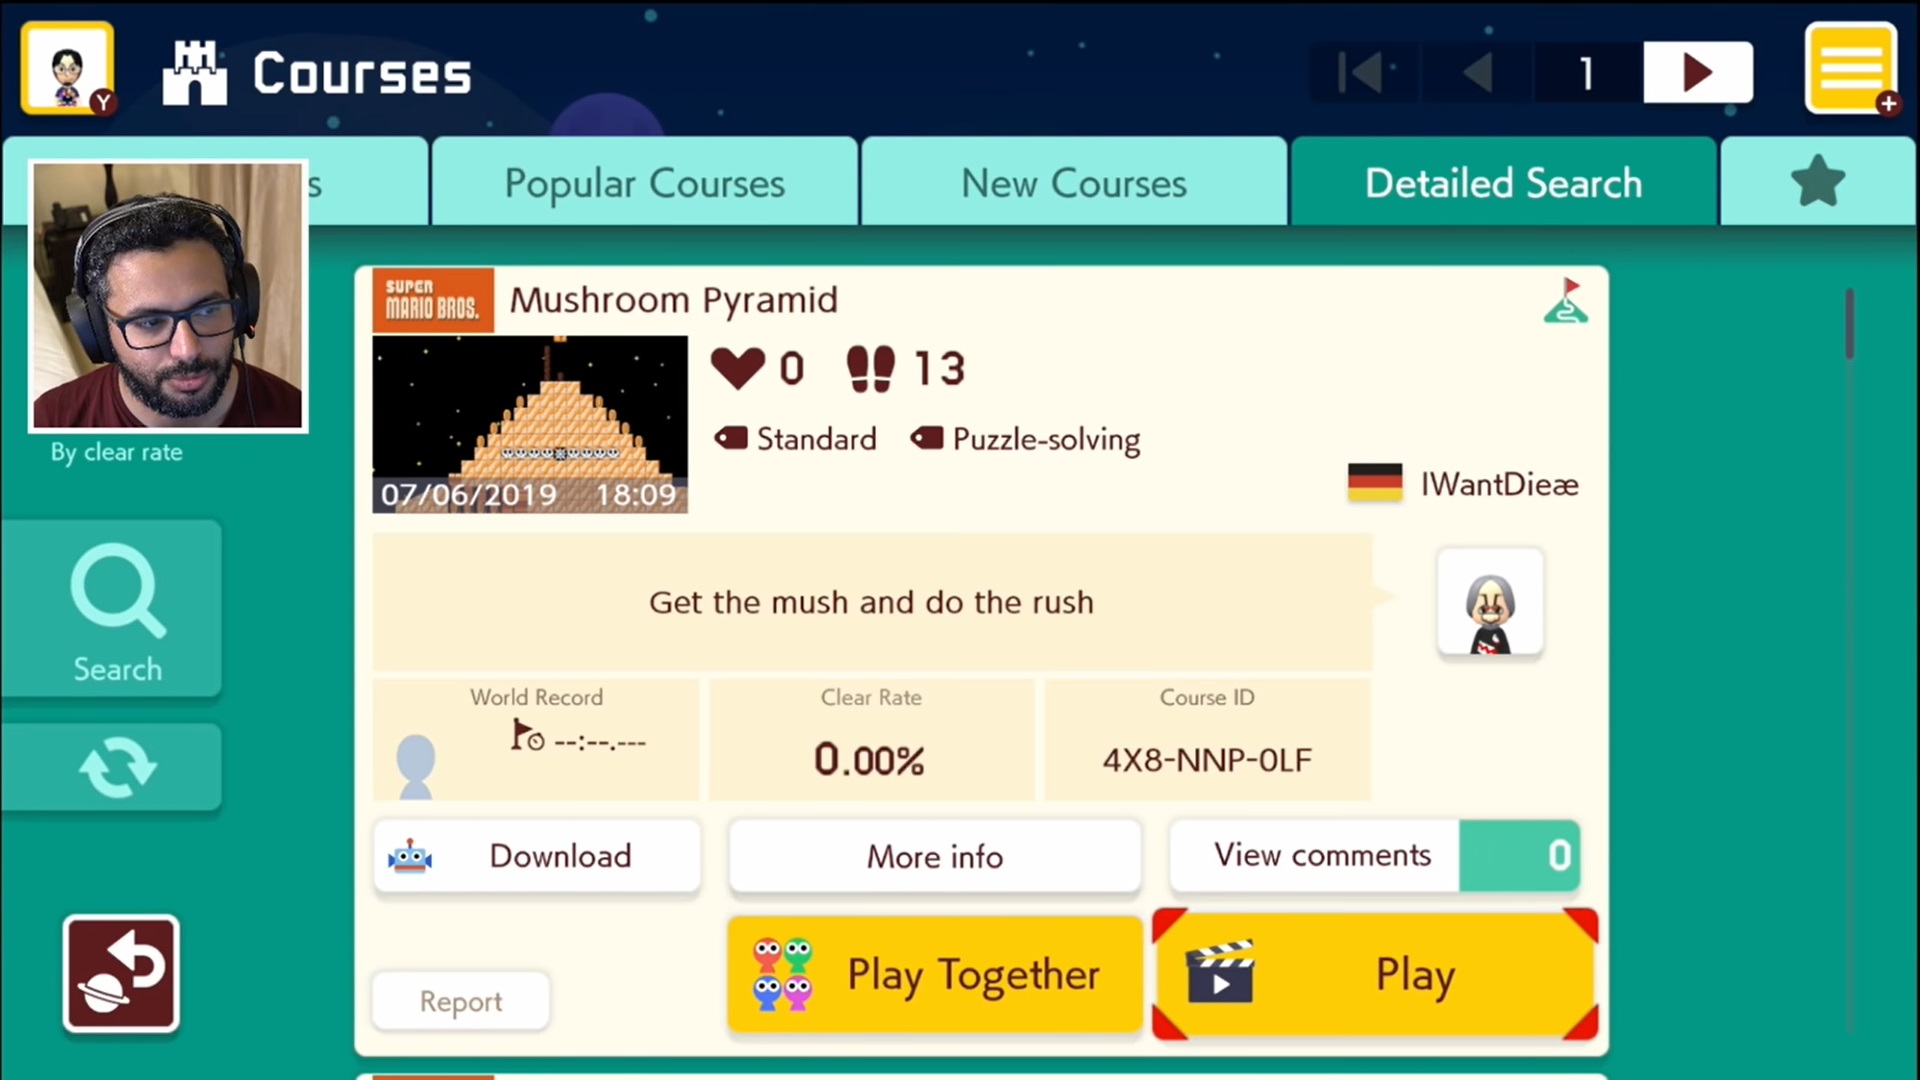 Y
Courses
1
+
s
Popular Courses
New Courses
Detailed Search
SUPER
MARIO BROS.
Mushroom Pyramid
0
13
Standard
Puzzle-solving
07/06/2019 18:09
IWantDieæ
By clear rate
Get the mush and do the rush
Search
World Record
--:--.---
Clear Rate
0.00%
Course ID
4X8-NNP-0LF
Download
More info
View comments
0
Report
Play Together
Play